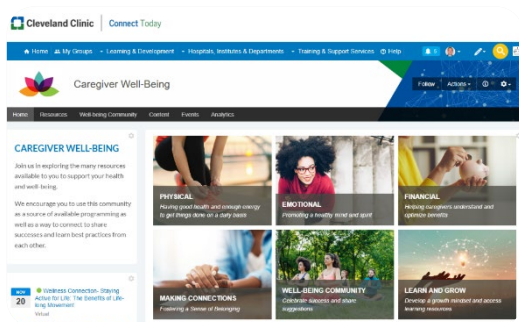 Cleveland Clinic Connect Today
Home My Groups Learning & Development Hospitals, Institutes & Departments Training & Support Services Help
Caregiver Well-Being
Follow Actions
Home Resources Well-being Community Content Events Analytics
CAREGIVER WELL-BEING
Join us in exploring the many resources
available to you to support your health
and well-being.
We encourage you to use this community
as a source of available programming as
well as a way to connect to share
successes and learn best practices from
each other.
NOV
20
Wellness Connection- Staying
Active for Life: The Benefits of Life-
long Movement
Virtual
PHYSICAL
Having good health and enough energy
to get things done on a daily basis
EMOTIONAL
Promoting a healthy mind and spirit
FINANCIAL
Helping caregivers understand and
optimize benefits
MAKING CONNECTIONS
Fostering a Sense of Belonging
WELL-BEING COMMUNITY
Celebrate success and share
suggestions
LEARN AND GROW
Develop a growth mindset and access
learning resources